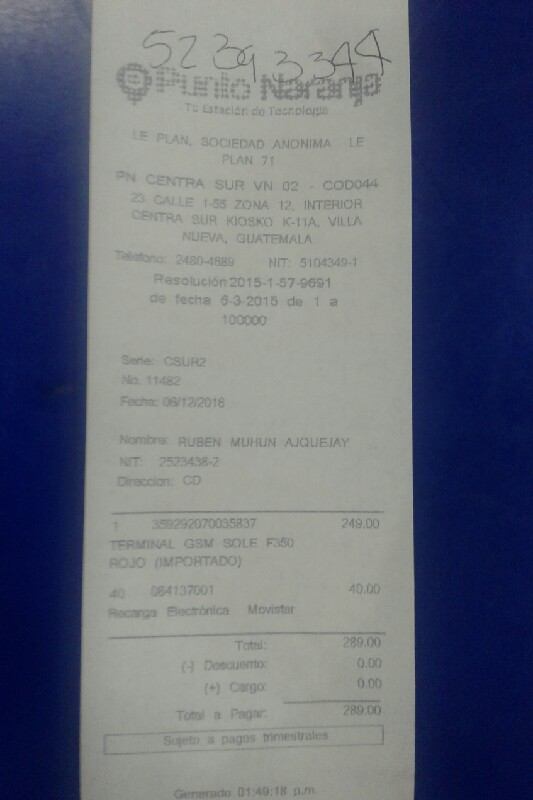 52393344
Punto Naranja
Tu Estación de Tecnología
LE PLAN, SOCIEDAD ANONIMA LE
PLAN 71
PN CENTRA SUR VN 02 - COD044
23 CALLE 1-55 ZONA 12, INTERIOR
CENTRA SUR KIOSKO K-11A, VILLA
NUEVA, GUATEMALA
Teléfono: 2480-4889 NIT: 5104349-1
Resolución 2015-1-57-9691
de fecha 6-3-2015 de 1 a
100000
Serie: CSUR2
No. 11482
Fecha: 06/12/2016
Nombre: RUBEN MUHUN AJQUEJAY
NIT: 2523438-2
Direccion: CD
1 359292070035837 249.00
TERMINAL GSM SOLE F350
ROJO (IMPORTADO)
40 084137001 40.00
Recarga Electrónica Movistar
Total: 289.00
(-) Descuento: 0.00
(+) Cargo: 0.00
Total a Pagar: 289.00
Sujeto a pagos trimestrales
Generado 01:49:18 p.m.